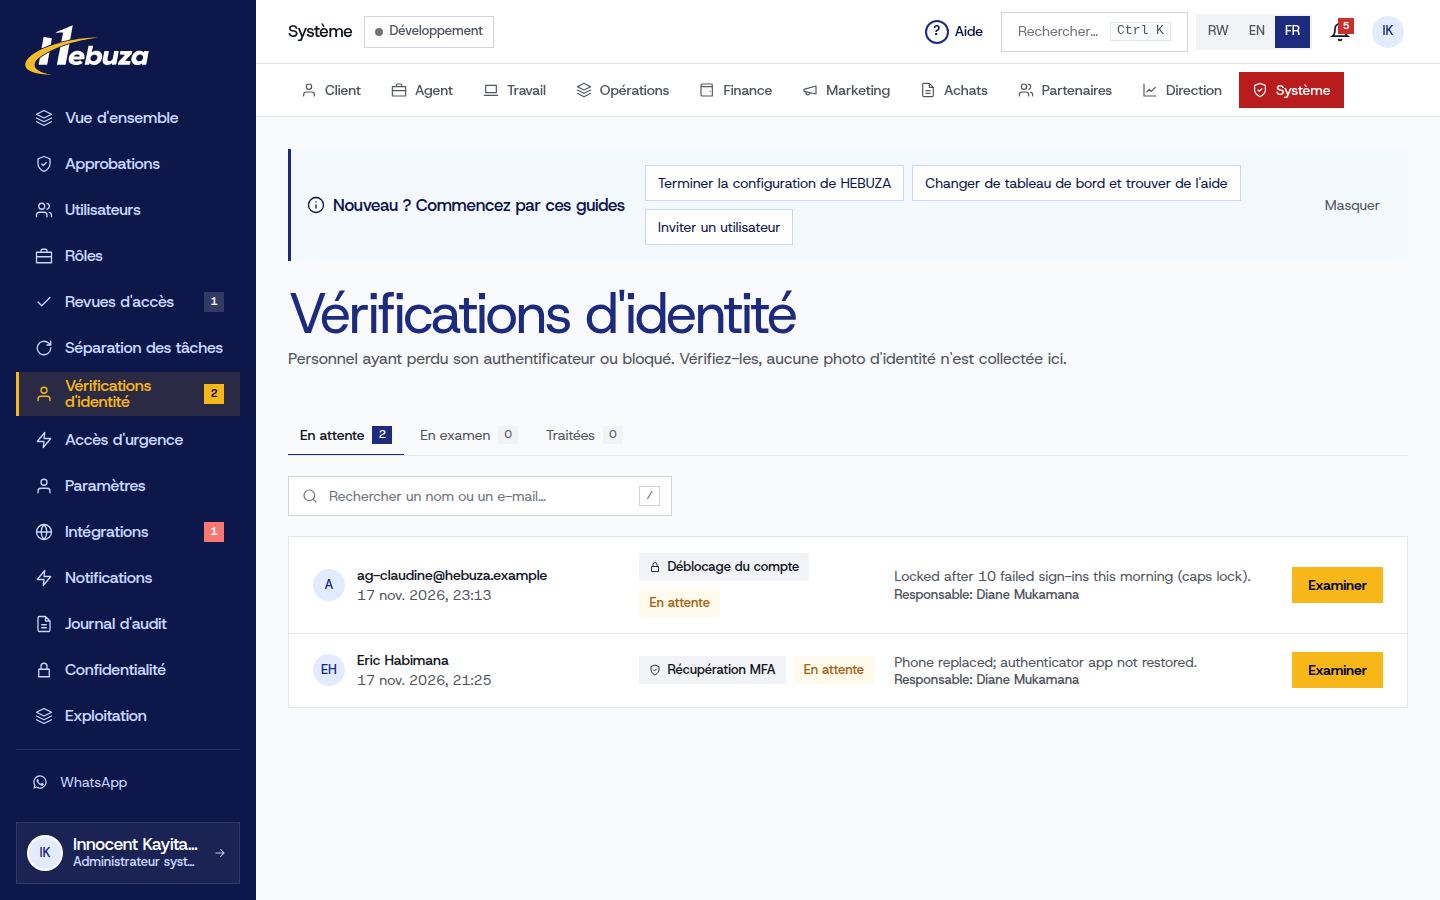 Hebuza
Système
Développement
? Aide
Rechercher...
Ctrl K
RW
EN
FR
5
IK
Client
Agent
Travail
Opérations
Finance
Marketing
Achats
Partenaires
Direction
Système
Vue d'ensemble
Approbations
Utilisateurs
Rôles
Revues d'accès 1
Séparation des tâches
Vérifications
d'identité 2
Accès d'urgence
Paramètres
Intégrations 1
Notifications
Journal d'audit
Confidentialité
Exploitation
WhatsApp
IK
Innocent Kayita...
Administrateur syst...
Nouveau ? Commencez par ces guides
Terminer la configuration de HEBUZA
Changer de tableau de bord et trouver de l'aide
Inviter un utilisateur
Masquer
Vérifications d'identité
Personnel ayant perdu son authentificateur ou bloqué. Vérifiez-les, aucune photo d'identité n'est collectée ici.
En attente 2
En examen 0
Traitées 0
Rechercher un nom ou un e-mail... /
A
ag-claudine@hebuza.example
17 nov. 2026, 23:13
Déblocage du compte
En attente
Locked after 10 failed sign-ins this morning (caps lock).
Responsable: Diane Mukamana
Examiner
EH
Eric Habimana
17 nov. 2026, 21:25
Récupération MFA
En attente
Phone replaced; authenticator app not restored.
Responsable: Diane Mukamana
Examiner